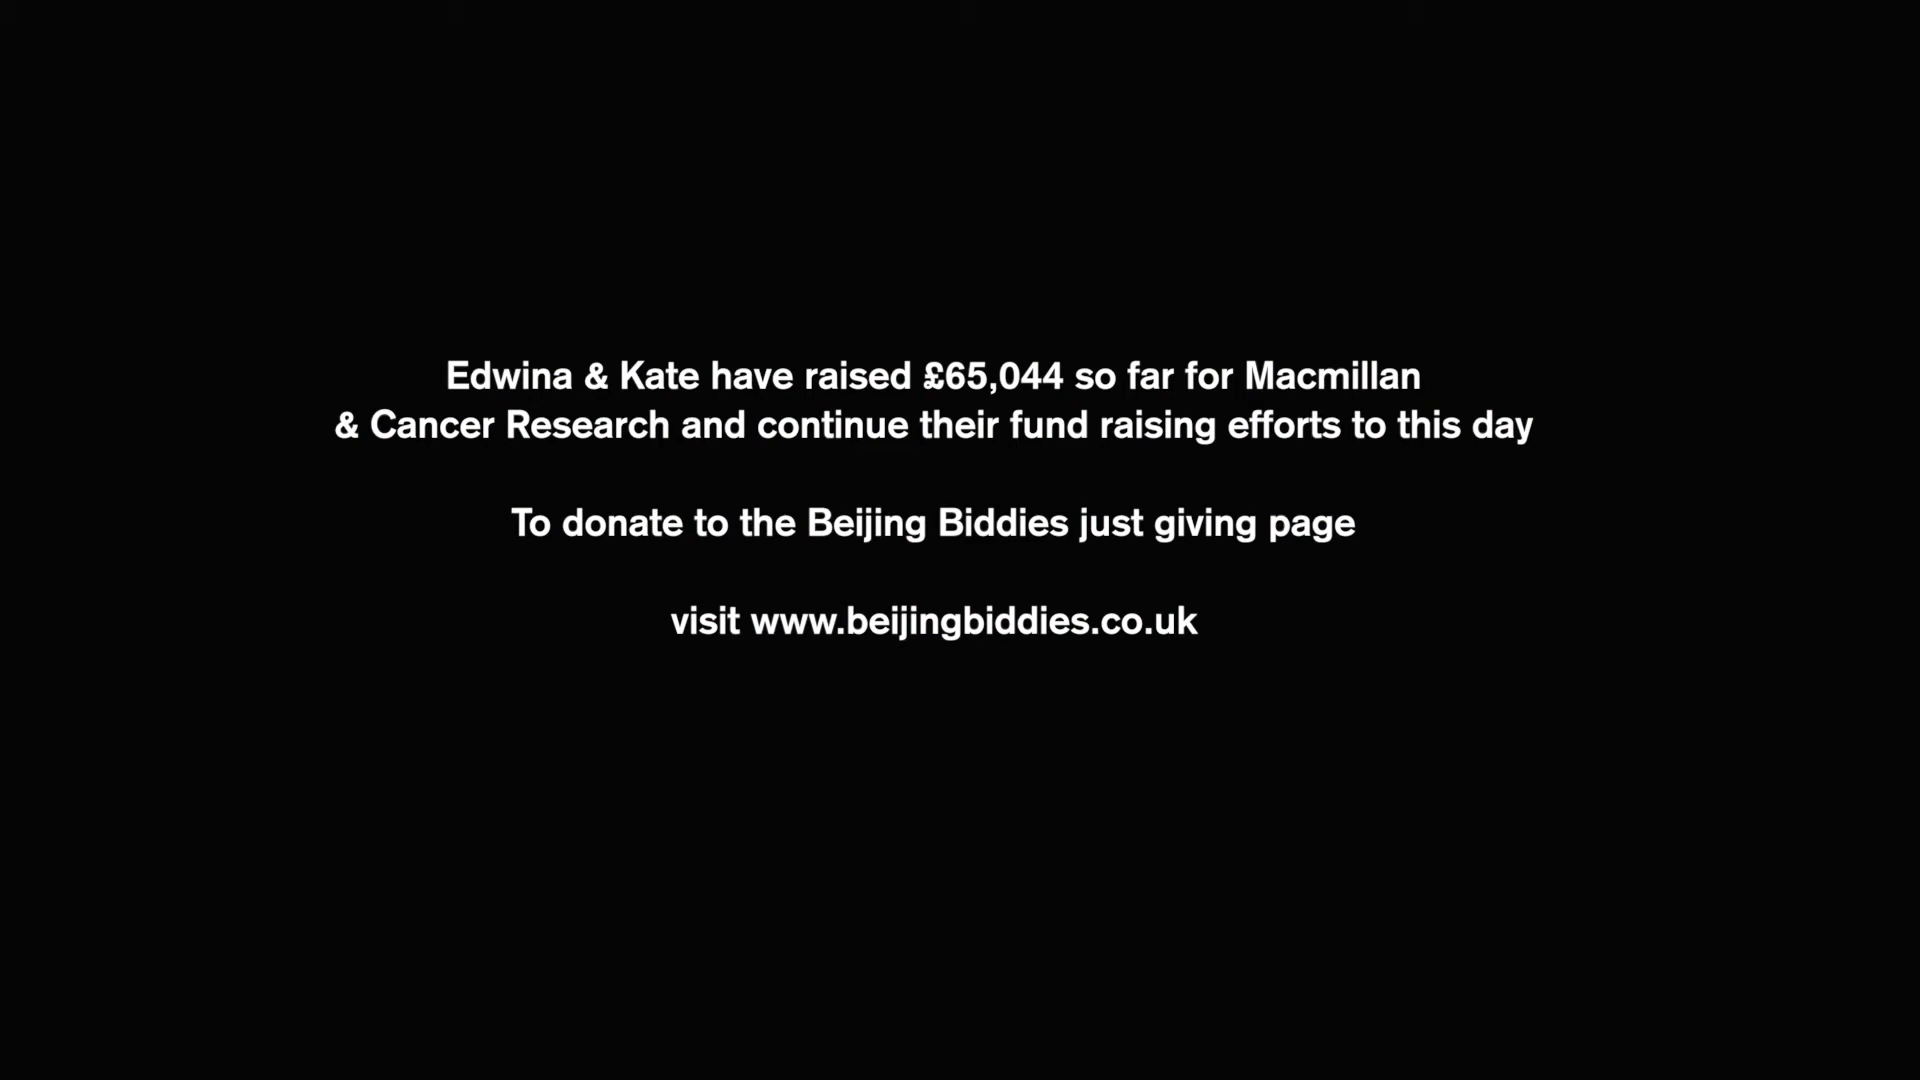 Edwina & Kate have raised £65,044 so far for Macmillan
& Cancer Research and continue their fund raising efforts to this day
To donate to the Beijing Biddies just giving page
visit www.beijingbiddies.co.uk